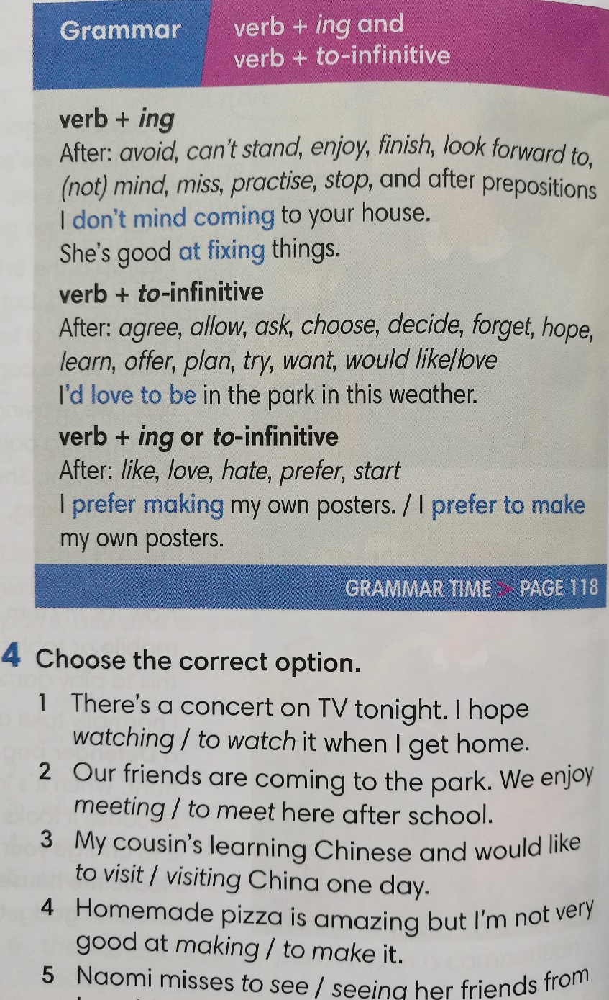 Grammar
verb + ing and
verb + to-infinitive
verb + ing
After: avoid, can't stand, enjoy, finish, look forward to,
(not) mind, miss, practise, stop, and after prepositions
I don't mind coming to your house.
She's good at fixing things.
verb + to-infinitive
After: agree, allow, ask, choose, decide, forget, hope,
learn, offer, plan, try, want, would like/love
I'd love to be in the park in this weather.
verb + ing or to-infinitive
After: like, love, hate, prefer, start
I prefer making my own posters. / I prefer to make
my own posters.
GRAMMAR TIME > PAGE 118
4 Choose the correct option.
1 There's a concert on TV tonight. I hope
watching / to watch it when I get home.
2 Our friends are coming to the park. We enjoy
meeting / to meet here after school.
3 My cousin's learning Chinese and would like
to visit / visiting China one day.
4 Homemade pizza is amazing but I'm not very
good at making / to make it.
5 Naomi misses to see / seeing her friends from